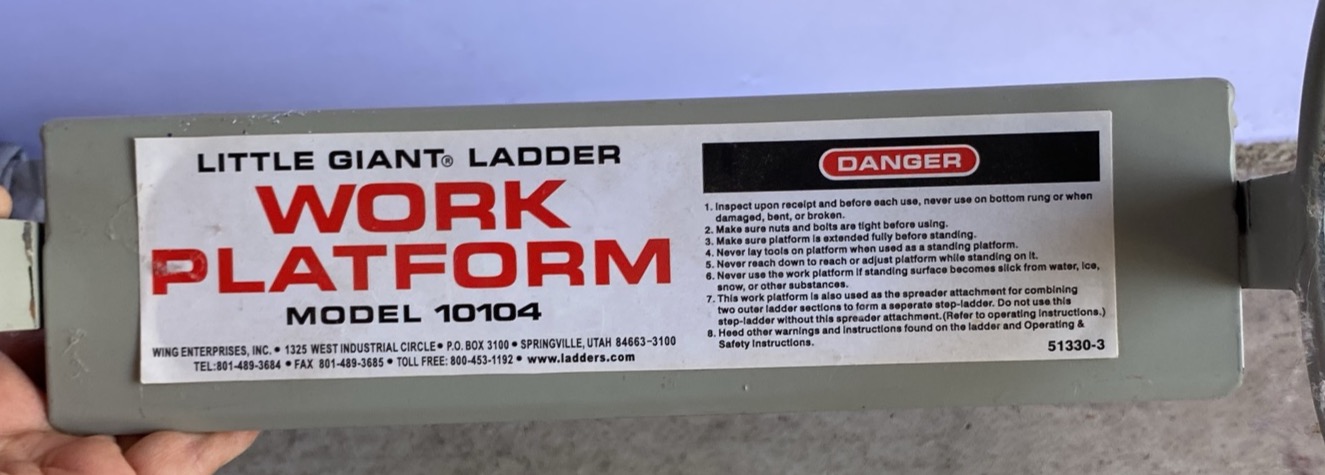 LITTLE GIANT® LADDER
WORK
PLATFORM
MODEL 10104
WING ENTERPRISES, INC. • 1325 WEST INDUSTRIAL CIRCLE • P.O. BOX 3100 • SPRINGVILLE, UTAH 84663-3100
TEL:801-489-3684 • FAX 801-489-3685 • TOLL FREE: 800-453-1192 • www.ladders.com
DANGER
1. Inspect upon receipt and before each use, never use on bottom rung or when
damaged, bent, or broken.
2. Make sure nuts and bolts are tight before using.
3. Make sure platform is extended fully before standing.
4. Never lay tools on platform when used as a standing platform.
5. Never reach down to reach or adjust platform while standing on it.
6. Never use the work platform if standing surface becomes slick from water, ice,
snow, or other substances.
7. This work platform is also used as the spreader attachment for combining
two outer ladder sections to form a seperate step-ladder. Do not use this
step-ladder without this spreader attachment.(Refer to operating instructions.)
8. Heed other warnings and instructions found on the ladder and Operating &
Safety Instructions.
51330-3